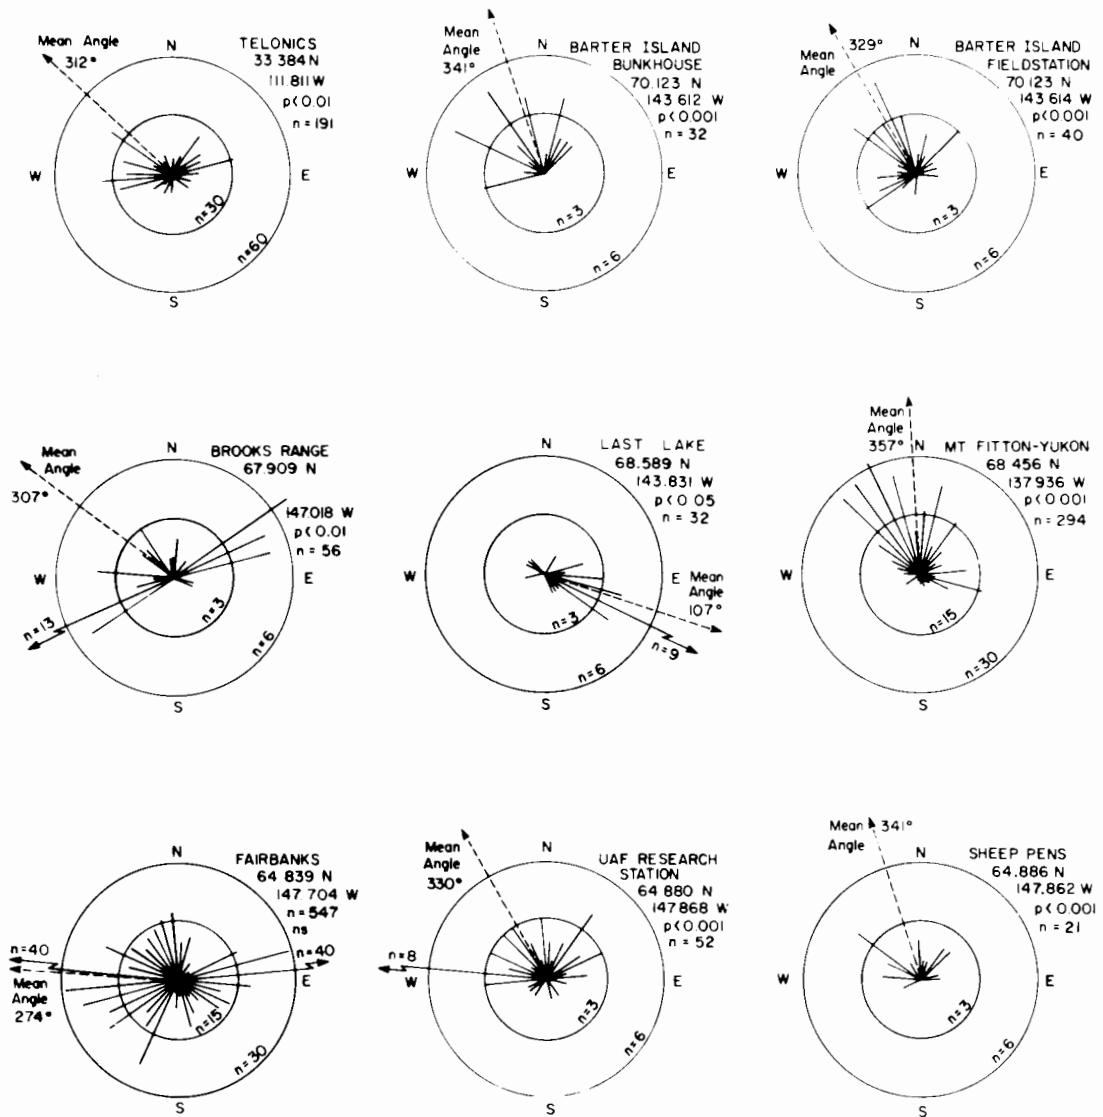 Mean Angle
312°
N
TELONICS
33 384 N
111.811 W
p<0.01
n = 191
W
E
n=30
n=60
S
Mean
Angle
341°
N
BARTER ISLAND
BUNKHOUSE
70.123 N
143 612 W
p<0.001
n = 32
W
E
n=3
n=6
S
329°
Mean
Angle
N
BARTER ISLAND
FIELDSTATION
70 123 N
143 614 W
p<0.001
n = 40
W
E
n=3
n=6
S
Mean
Angle
307°
N
BROOKS RANGE
67.909 N
147.018 W
p<0.01
n = 56
W
E
n=13
n=3
n=6
S
N
LAST LAKE
68.589 N
143.831 W
p<0 05
n = 32
W
E
Mean
Angle
107°
n=3
n=9
n=6
S
Mean
Angle
357°
N
MT FITTON-YUKON
68 456 N
137 936 W
p<0.001
n = 294
W
E
n=15
n=30
S
N
FAIRBANKS
64 839 N
147.704 W
n=547
ns
n=40
n=40
E
Mean
Angle
274°
n=15
n=30
S
Mean
Angle
330°
N
UAF RESEARCH
STATION
64 880 N
147 868 W
p<0.001
n = 52
n=8
W
E
n=3
n=6
S
Mean
341°
Angle
N
SHEEP PENS
64.886 N
147.862 W
p<0.001
n = 21
W
E
n=3
n=6
S